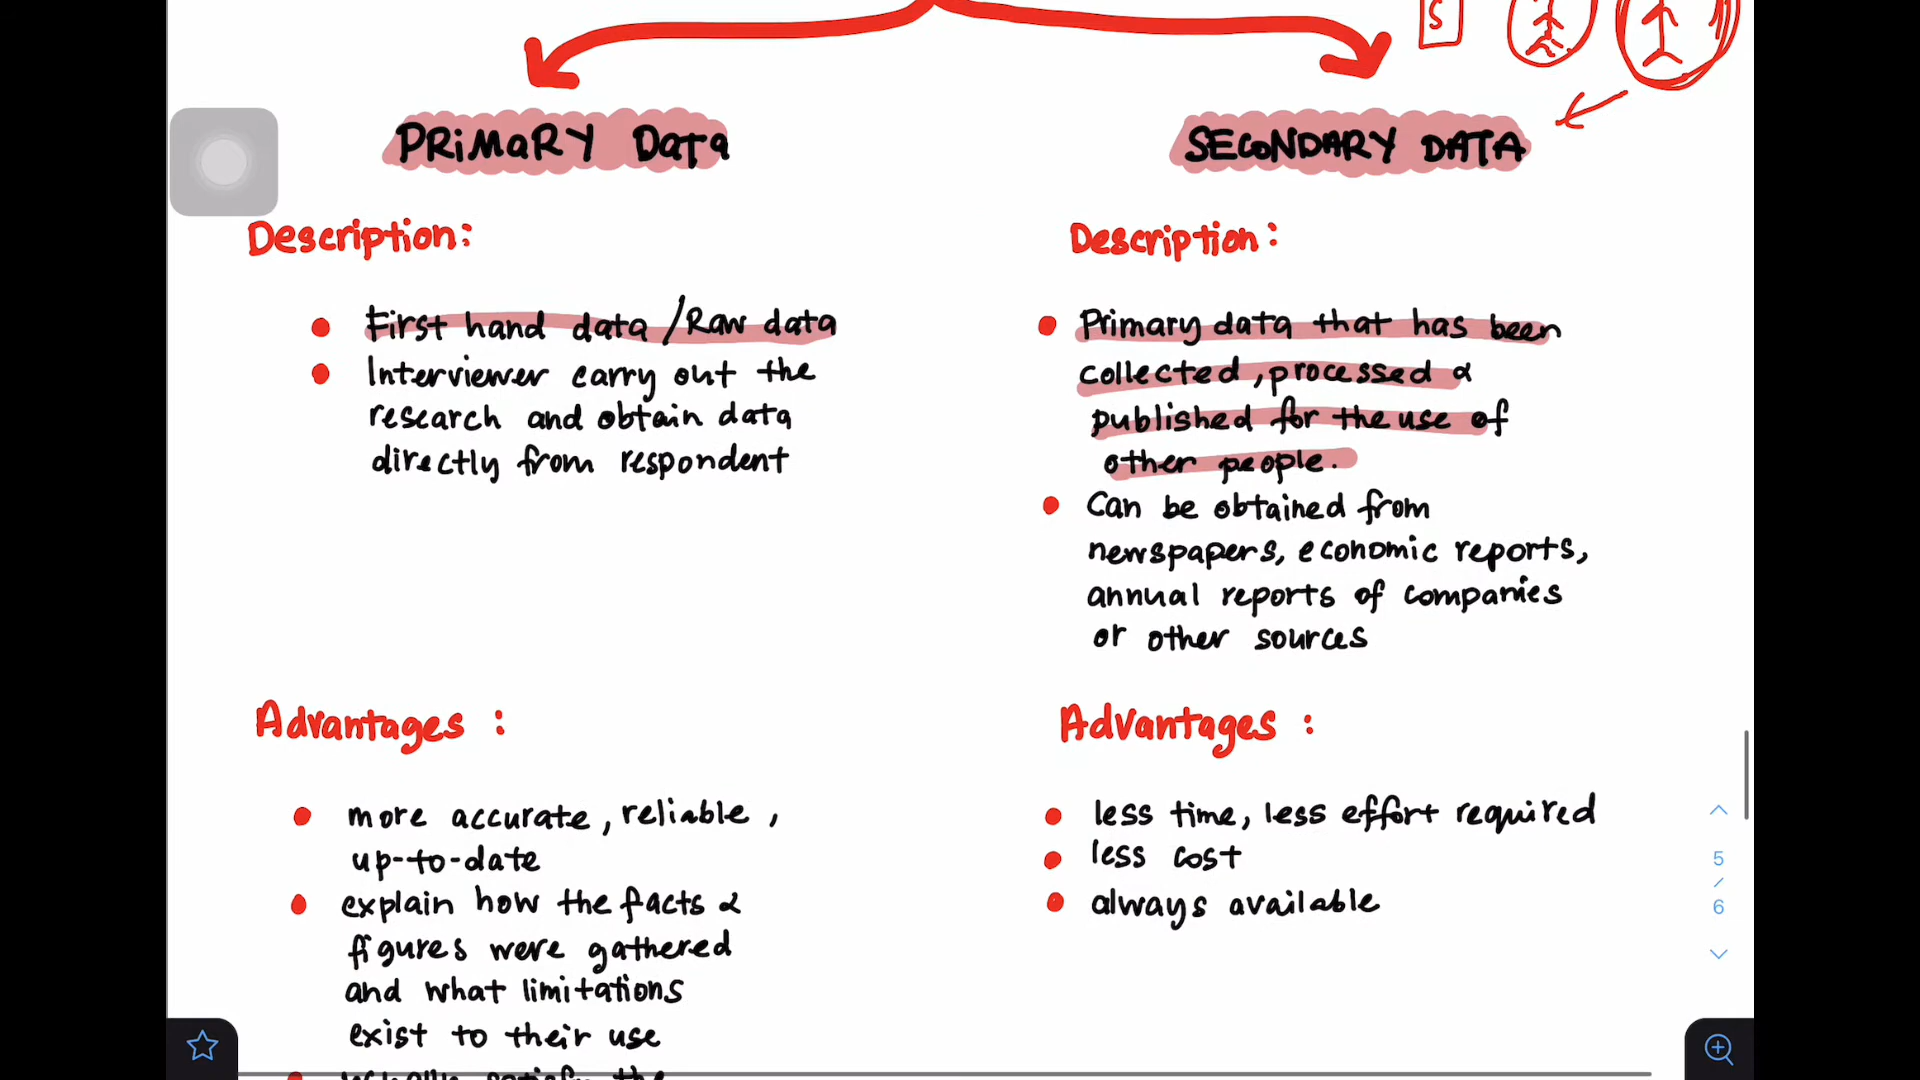 S
PRiMaRY Data
SECONDARY DATA
Description:
First hand data / Raw data
Interviewer carry out the
research and obtain data
directly from respondent
Description:
Primary data that has been
collected, processed &
published for the use of
other people.
Can be obtained from
newspapers, economic reports,
annual reports of companies
or other sources
Advantages :
more accurate, reliable,
up-to-date
explain how the facts &
figures were gathered
and what limitations
exist to their use
usually satisfy the
Advantages :
less time, less effort required
less cost
always available
5
/
6